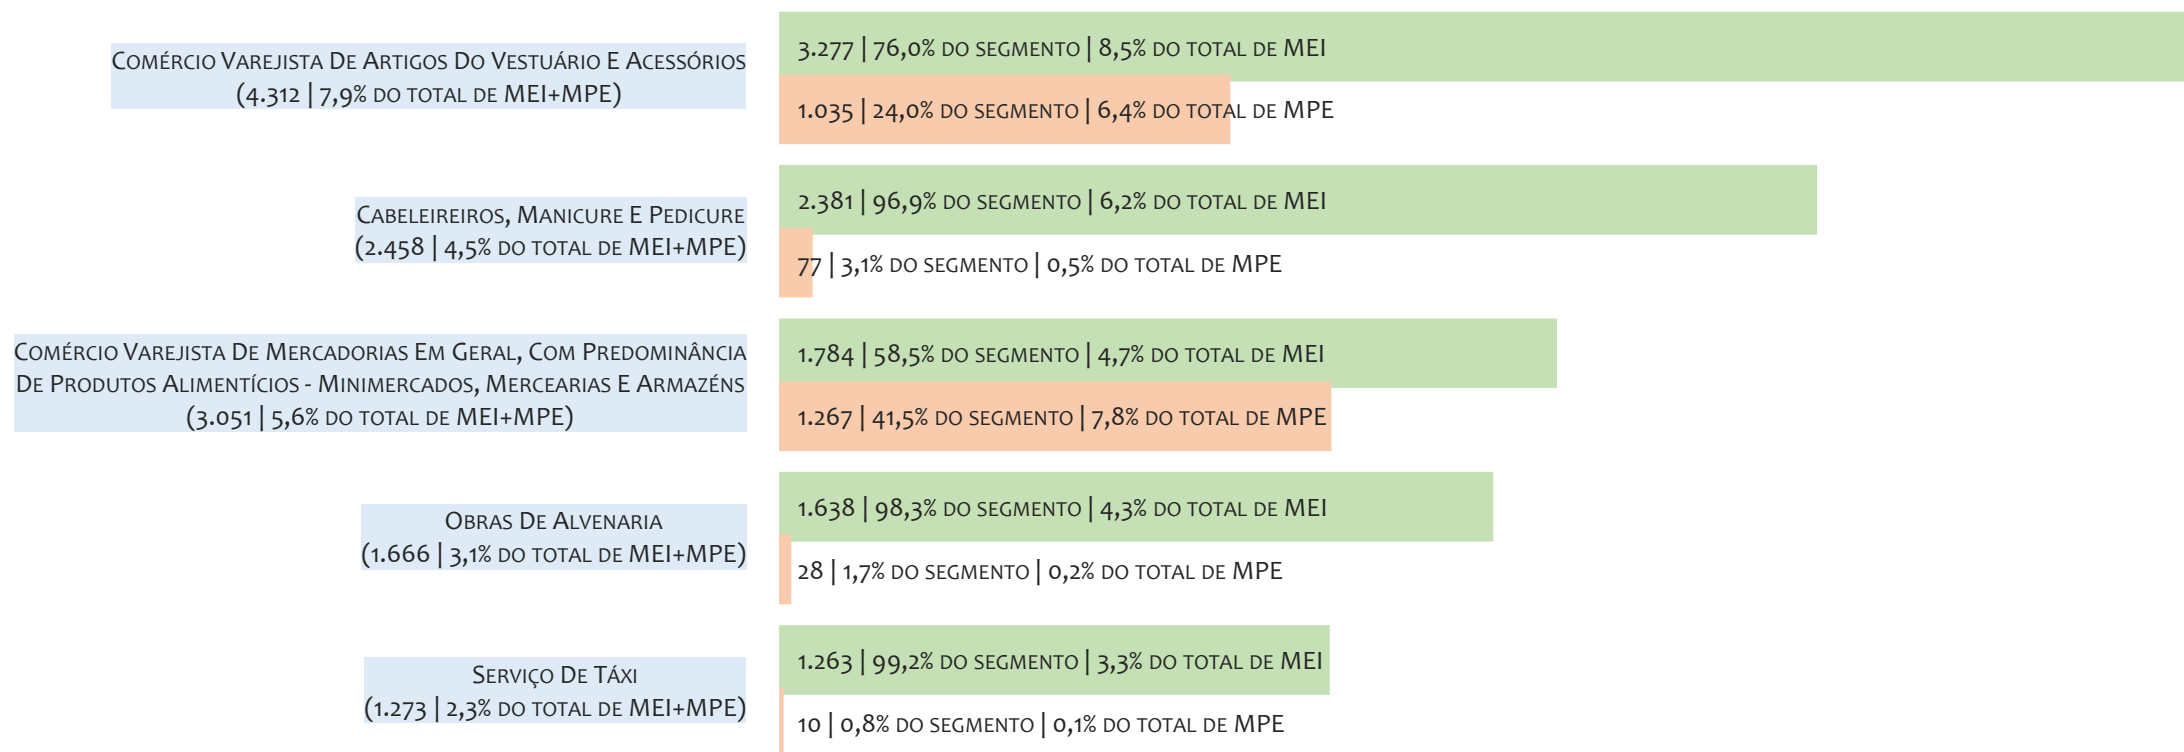 Comércio Varejista De Artigos Do Vestuário E Acessórios
(4.312 | 7,9% do total de MEI+MPE)
3.277 | 76,0% do segmento | 8,5% do total de MEI
1.035 | 24,0% do segmento | 6,4% do total de MPE
Cabeleireiros, Manicure E Pedicure
(2.458 | 4,5% do total de MEI+MPE)
2.381 | 96,9% do segmento | 6,2% do total de MEI
77 | 3,1% do segmento | 0,5% do total de MPE
Comércio Varejista De Mercadorias Em Geral, Com Predominância
De Produtos Alimentícios - Minimercados, Mercearias E Armazéns
(3.051 | 5,6% do total de MEI+MPE)
1.784 | 58,5% do segmento | 4,7% do total de MEI
1.267 | 41,5% do segmento | 7,8% do total de MPE
Obras De Alvenaria
(1.666 | 3,1% do total de MEI+MPE)
1.638 | 98,3% do segmento | 4,3% do total de MEI
28 | 1,7% do segmento | 0,2% do total de MPE
Serviço De Táxi
(1.273 | 2,3% do total de MEI+MPE)
1.263 | 99,2% do segmento | 3,3% do total de MEI
10 | 0,8% do segmento | 0,1% do total de MPE